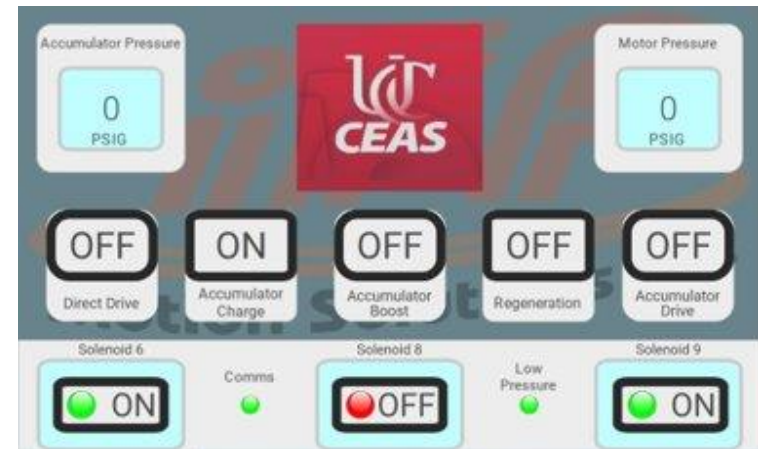 Accumulator Pressure
0
PSIG
UC
CEAS
Motor Pressure
0
PSIG
OFF
Direct Drive
ON
Accumulator
Charge
OFF
Accumulator
Boost
OFF
Regeneration
OFF
Accumulator
Drive
Solenoid 6
ON
Comms
Solenoid 8
OFF
Low
Pressure
Solenoid 9
ON